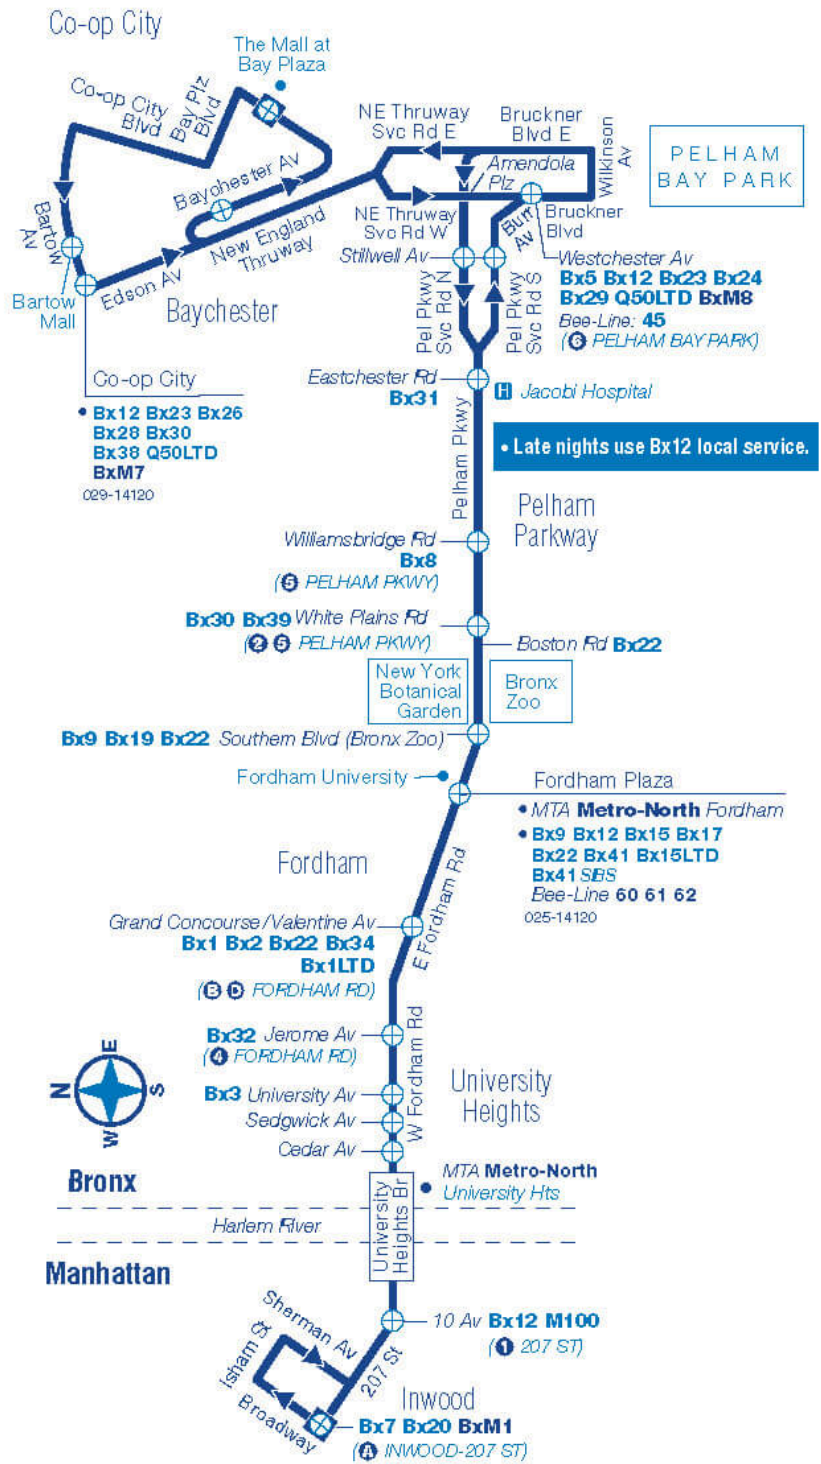 Co-op City
The Mall at
Bay Plaza
Co-op City
Blvd
Bay Plz
Blvd
NE Thruway
Svc Rd E
Bruckner
Blvd E
Wilkinson
Av
PELHAM
BAY PARK
Amendola
Plz
Baychester Av
Bartow
Av
New England
Thruway
NE Thruway
Svc Rd W
Burr
Av
Bruckner
Blvd
Stillwell Av
Westchester Av
Bx5 Bx12 Bx23 Bx24
Bx29 Q50LTD BxM8
Bee-Line: 45
(6 PELHAM BAY PARK)
Bartow
Mall
Edson Av
Baychester
Pel Pkwy
Svc Rd N
Pel Pkwy
Svc Rd S
Co-op City
• Bx12 Bx23 Bx26
Bx28 Bx30
Bx38 Q50LTD
BxM7
029-14120
Eastchester Rd
Bx31
H Jacobi Hospital
Pelham Pkwy
• Late nights use Bx12 local service.
Pelham
Parkway
Williamsbridge Rd
Bx8
(5 PELHAM PKWY)
Bx30 Bx39 White Plains Rd
(2 5 PELHAM PKWY)
Boston Rd Bx22
New York
Botanical
Garden
Bronx
Zoo
Bx9 Bx19 Bx22 Southern Blvd (Bronx Zoo)
Fordham University
Fordham Plaza
• MTA Metro-North Fordham
• Bx9 Bx12 Bx15 Bx17
Bx22 Bx41 Bx15LTD
Bx41 SBS
Bee-Line 60 61 62
025-14120
Fordham
E Fordham Rd
Grand Concourse/Valentine Av
Bx1 Bx2 Bx22 Bx34
Bx1LTD
(B D FORDHAM RD)
Bx32 Jerome Av
(4 FORDHAM RD)
W Fordham Rd
University
Heights
Bx3 University Av
Sedgwick Av
Cedar Av
N
E
S
W
Bronx
• MTA Metro-North
University Hts
University
Heights Br
Harlem River
Manhattan
10 Av Bx12 M100
(1 207 ST)
Sherman Av
Isham St
207 St
Broadway
Inwood
Bx7 Bx20 BxM1
(A INWOOD-207 ST)